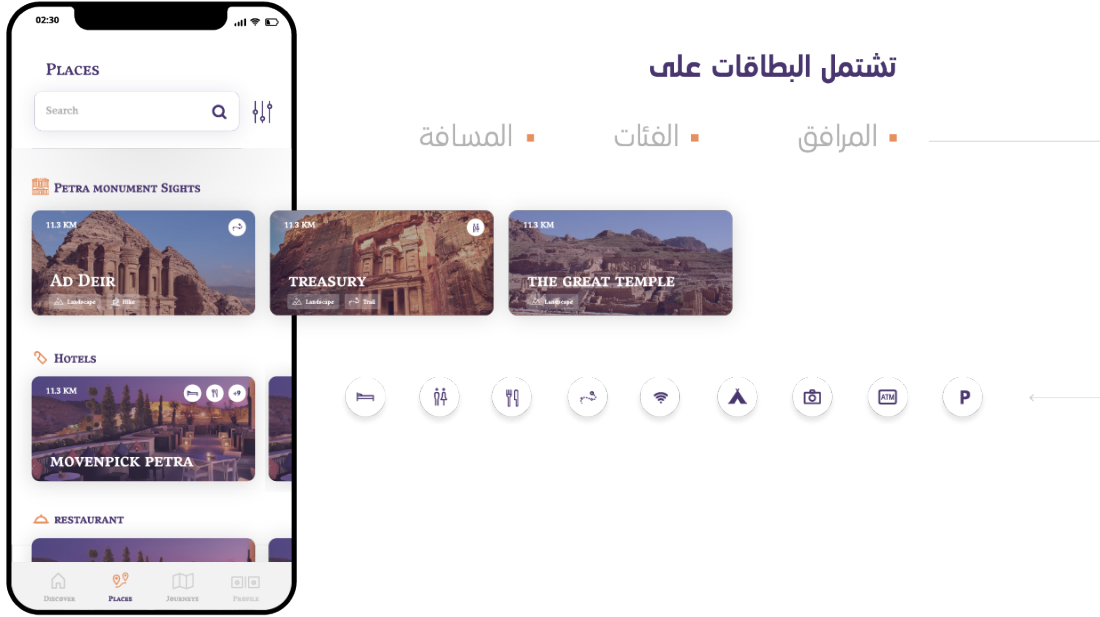 02:30
Places
Search
Petra monument Sights
11.3 KM
Ad Deir
Landscape
Hike
11.3 KM
treasury
Landscape
Trail
11.3 KM
the great temple
Landscape
Hotels
11.3 KM
+9
movenpick petra
restaurant
Discover
Places
Journeys
Profile
تشتمل البطاقات على
المرافق
الفئات
المسافة
ATM
P